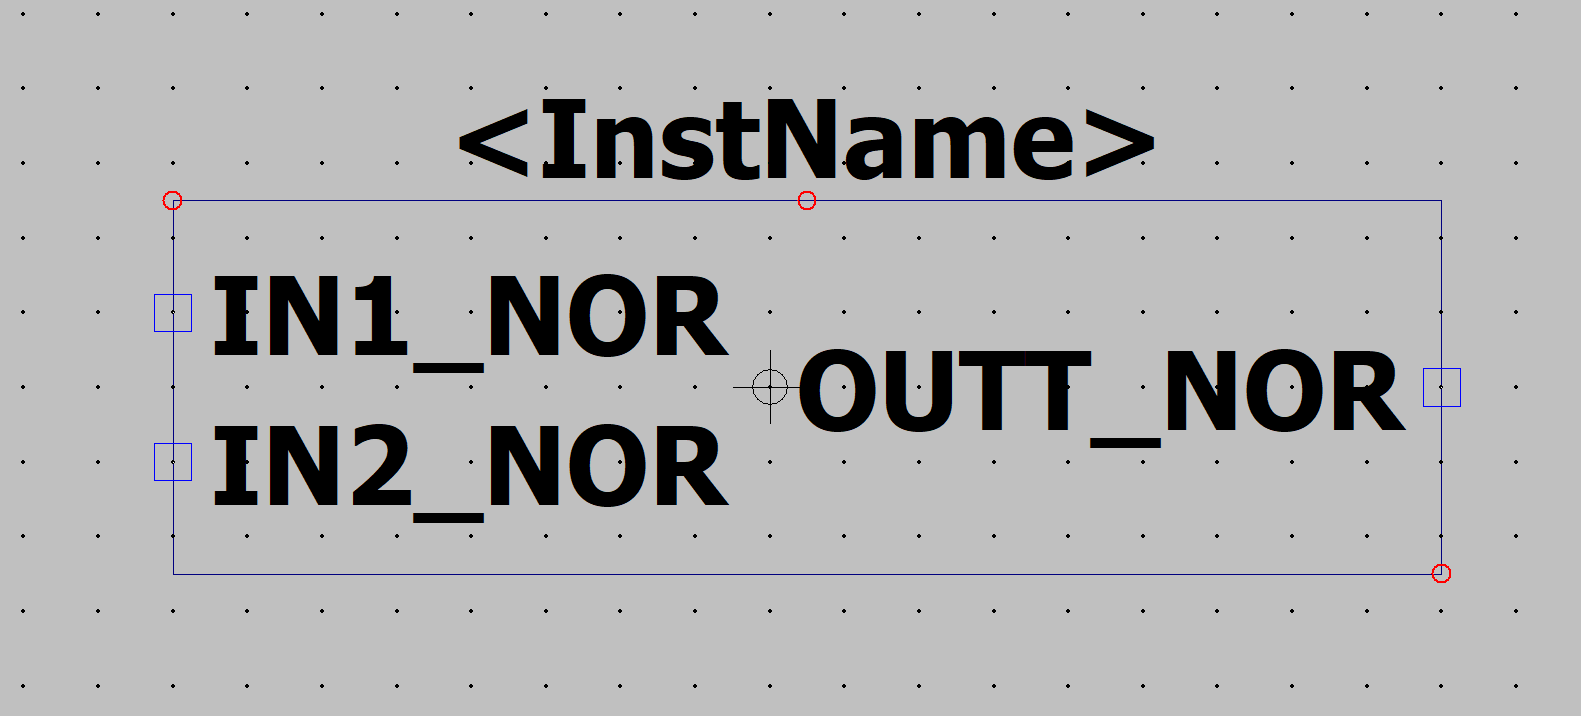 <InstName>
IN1_NOR
OUTT_NOR
IN2_NOR